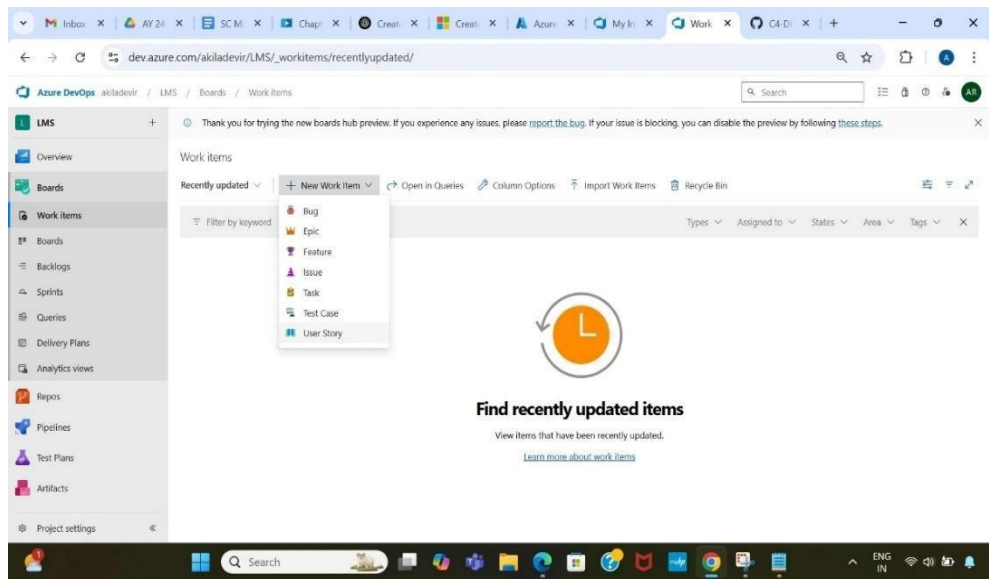 Inbox
AY 24
SC M
Chapt
Creati
Creati
Azure
My In
Work
C4-Di
dev.azure.com/akiladevir/LMS/_workitems/recentlyupdated/
A
Azure DevOps akiladevir / LMS / Boards / Work items
Search
AR
L LMS +
Thank you for trying the new boards hub preview. If you experience any issues, please report the bug. If your issue is blocking, you can disable the preview by following these steps.
Overview
Work items
Boards
Recently updated
+ New Work Item
Open in Queries
Column Options
Import Work Items
Recycle Bin
Work items
Filter by keyword
Types
Assigned to
States
Area
Tags
Bug
Epic
Feature
Issue
Task
Test Case
User Story
Boards
Backlogs
Sprints
Queries
Delivery Plans
Analytics views
Repos
Pipelines
Test Plans
Artifacts
Project settings
Find recently updated items
View items that have been recently updated.
Learn more about work items
Search
ENG
IN